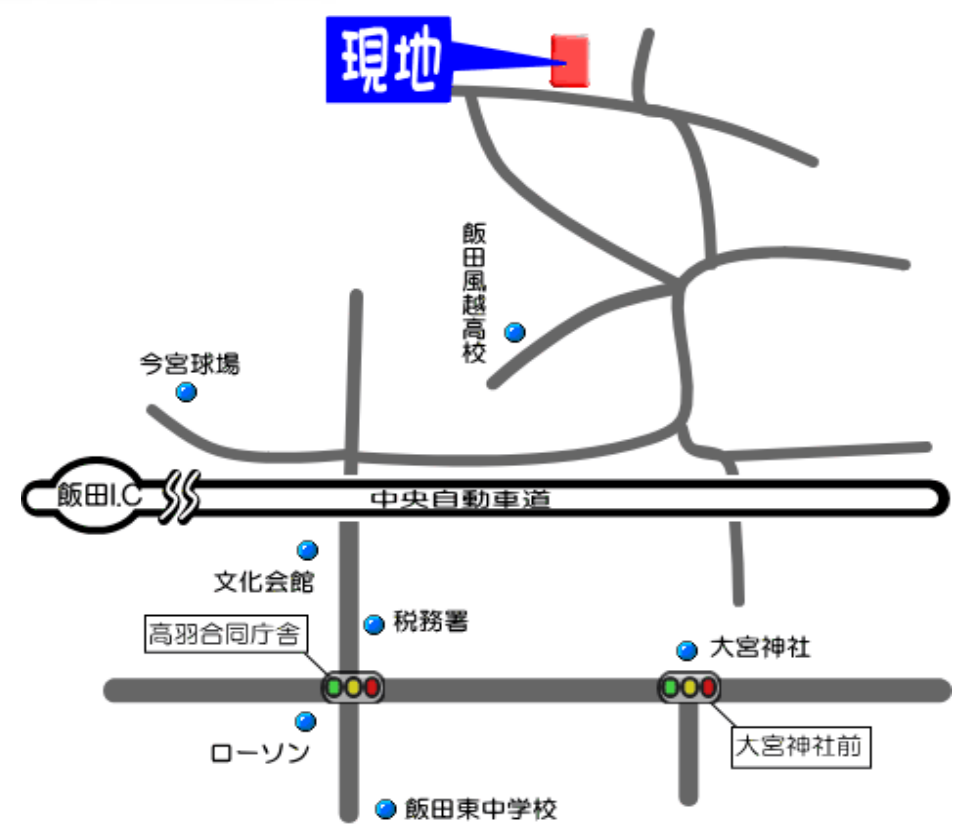 現地
飯田風越高校
今宮球場
飯田I.C
中央自動車道
文化会館
税務署
高羽合同庁舎
大宮神社
ローソン
大宮神社前
飯田東中学校